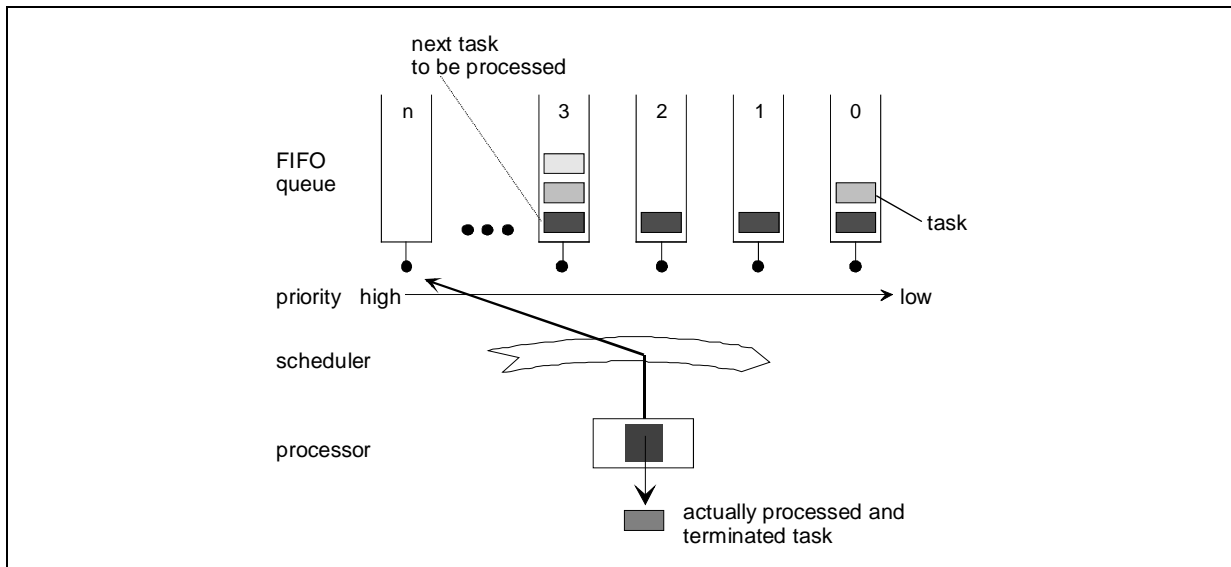 next task
to be processed
n 3 2 1 0
FIFO
queue
task
priority high low
scheduler
processor
actually processed and
terminated task